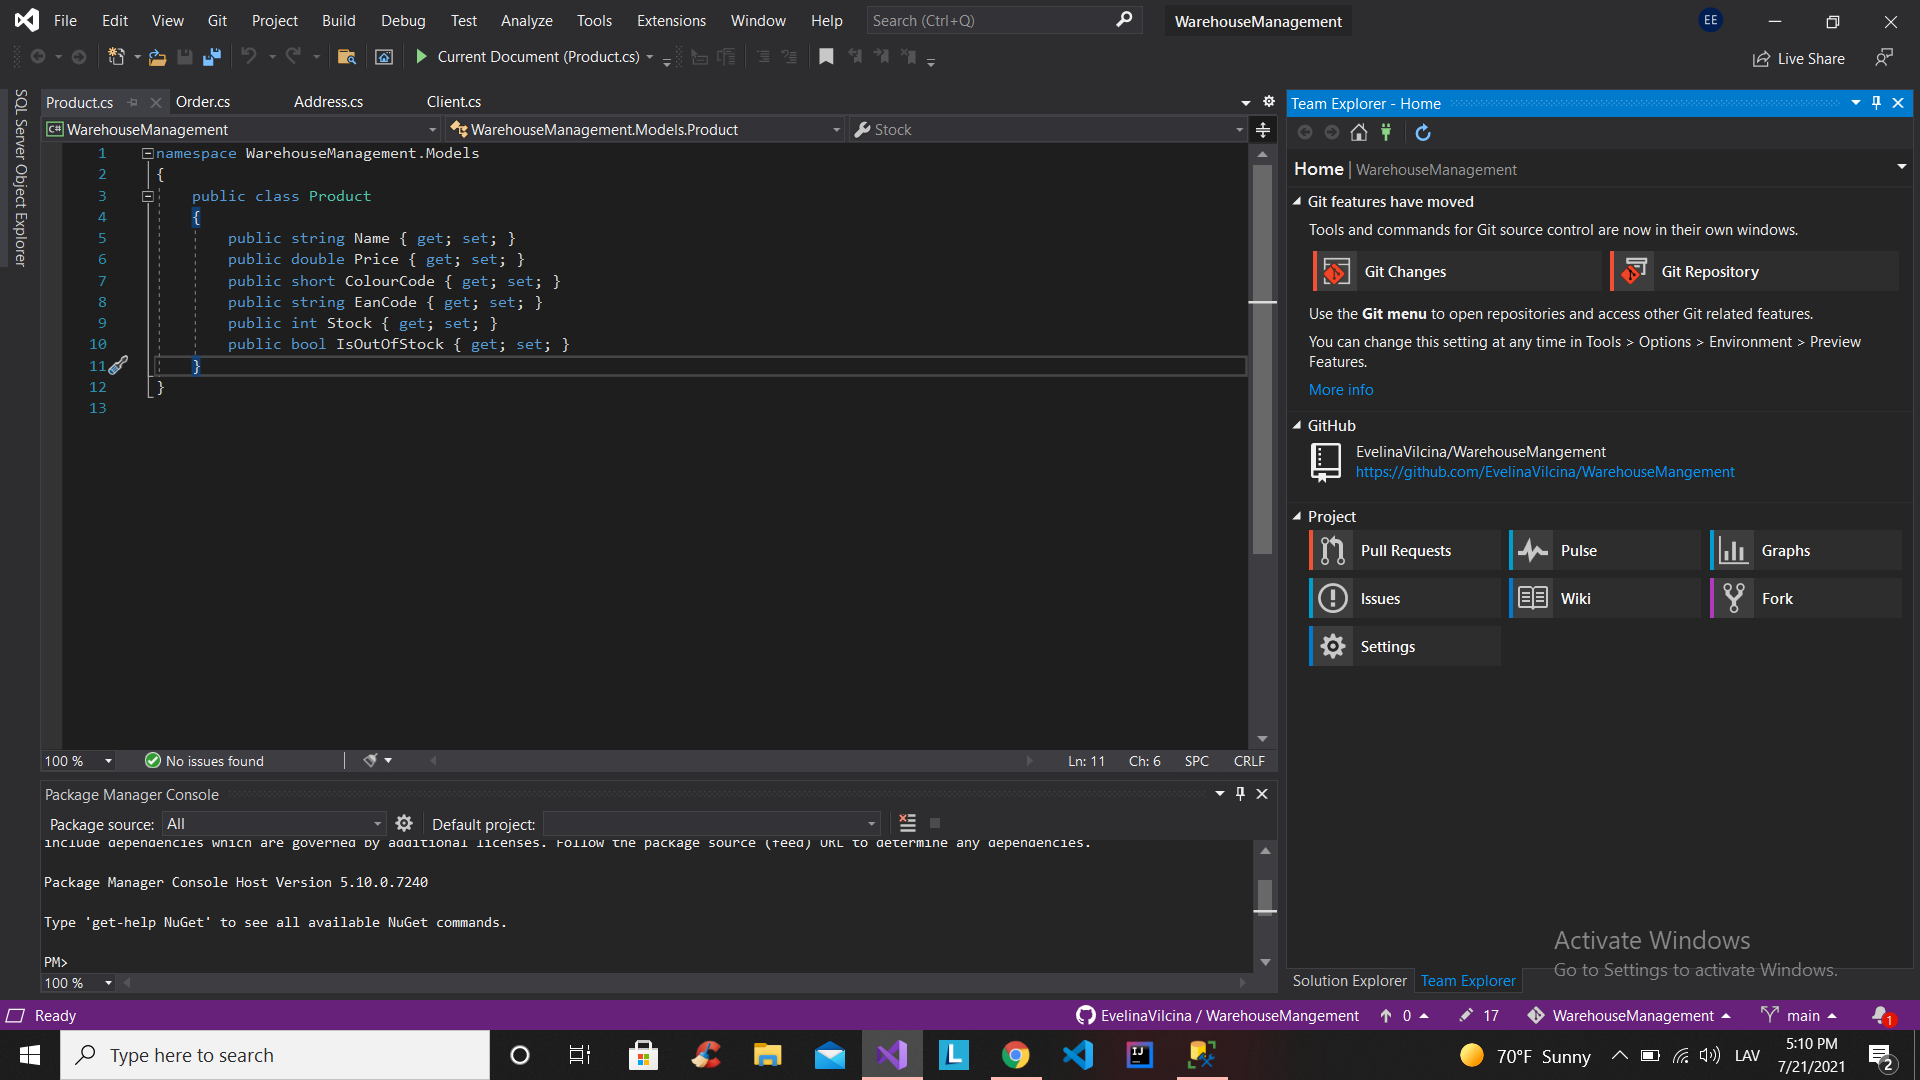 File Edit View Git Project Build Debug Test Analyze Tools Extensions Window Help Search (Ctrl+Q) WarehouseManagement EE
Current Document (Product.cs) Live Share
SQL Server Object Explorer
Product.cs Order.cs Address.cs Client.cs
C# WarehouseManagement WarehouseManagement.Models.Product Stock
1 namespace WarehouseManagement.Models
2 {
3 public class Product
4 {
5 public string Name { get; set; }
6 public double Price { get; set; }
7 public short ColourCode { get; set; }
8 public string EanCode { get; set; }
9 public int Stock { get; set; }
10 public bool IsOutOfStock { get; set; }
11 }
12 }
13
100 % No issues found Ln: 11 Ch: 6 SPC CRLF
Package Manager Console
Package source: All Default project:
include dependencies which are governed by additional licenses. Follow the package source (feed) URL to determine any dependencies.
Package Manager Console Host Version 5.10.0.7240
Type 'get-help NuGet' to see all available NuGet commands.
PM>
100 %
Team Explorer - Home
Home | WarehouseManagement
Git features have moved
Tools and commands for Git source control are now in their own windows.
Git Changes Git Repository
Use the Git menu to open repositories and access other Git related features.
You can change this setting at any time in Tools > Options > Environment > Preview
Features.
More info
GitHub
EvelinaVilcina/WarehouseMangement
https://github.com/EvelinaVilcina/WarehouseMangement
Project
Pull Requests Pulse Graphs
Issues Wiki Fork
Settings
Activate Windows
Go to Settings to activate Windows.
Solution Explorer Team Explorer
Ready EvelinaVilcina / WarehouseMangement 0 17 WarehouseManagement main 1
Type here to search L IJ 70°F Sunny LAV 5:10 PM
7/21/2021 2